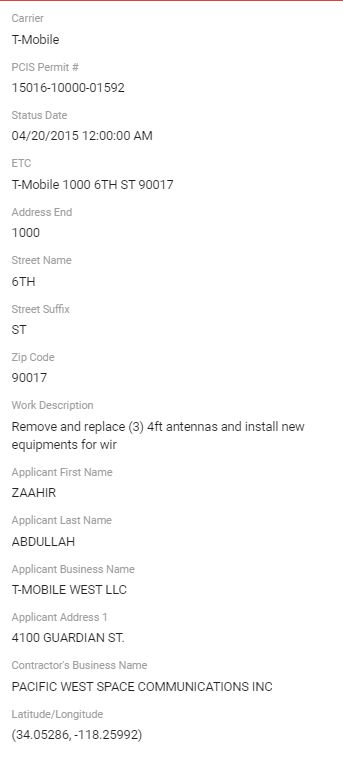 Carrier
T-Mobile
PCIS Permit #
15016-10000-01592
Status Date
04/20/2015 12:00:00 AM
ETC
T-Mobile 1000 6TH ST 90017
Address End
1000
Street Name
6TH
Street Suffix
ST
Zip Code
90017
Work Description
Remove and replace (3) 4ft antennas and install new
equipments for wir
Applicant First Name
ZAAHIR
Applicant Last Name
ABDULLAH
Applicant Business Name
T-MOBILE WEST LLC
Applicant Address 1
4100 GUARDIAN ST.
Contractor's Business Name
PACIFIC WEST SPACE COMMUNICATIONS INC
Latitude/Longitude
(34.05286, -118.25992)